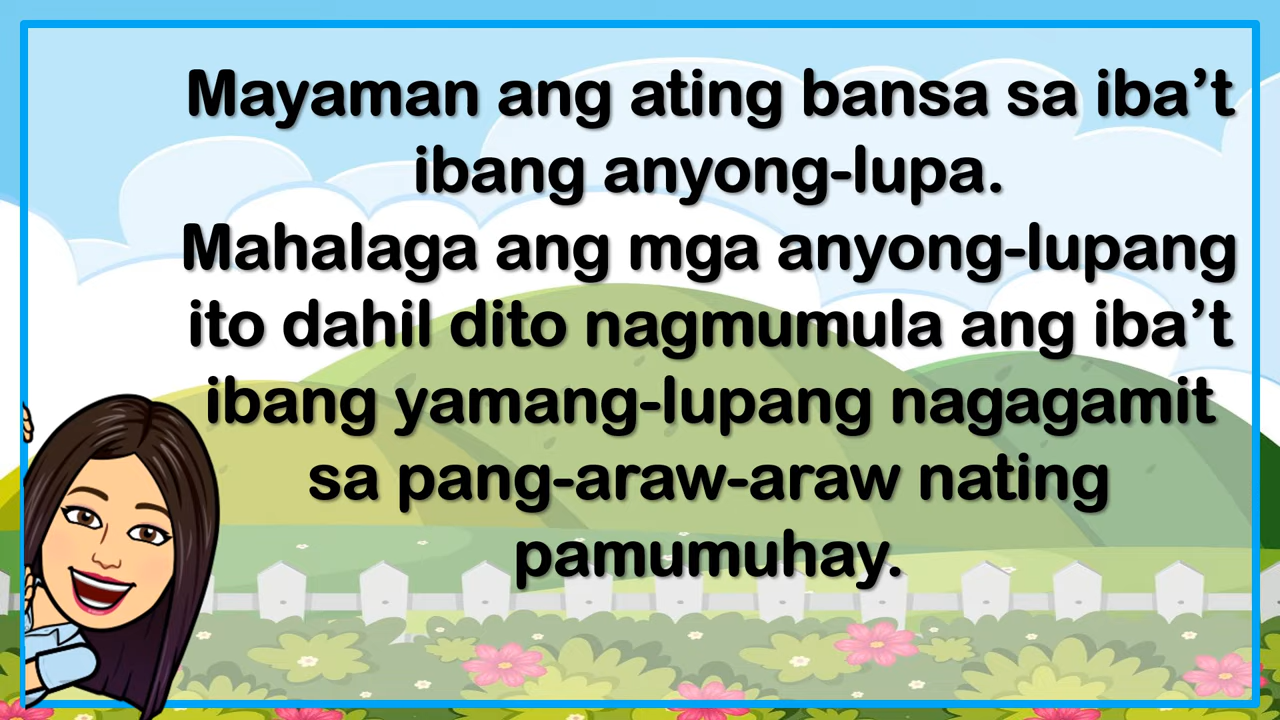 Mayaman ang ating bansa sa iba’t
ibang anyong-lupa.
Mahalaga ang mga anyong-lupang
ito dahil dito nagmumula ang iba’t
ibang yamang-lupang nagagamit
sa pang-araw-araw nating
pamumuhay.